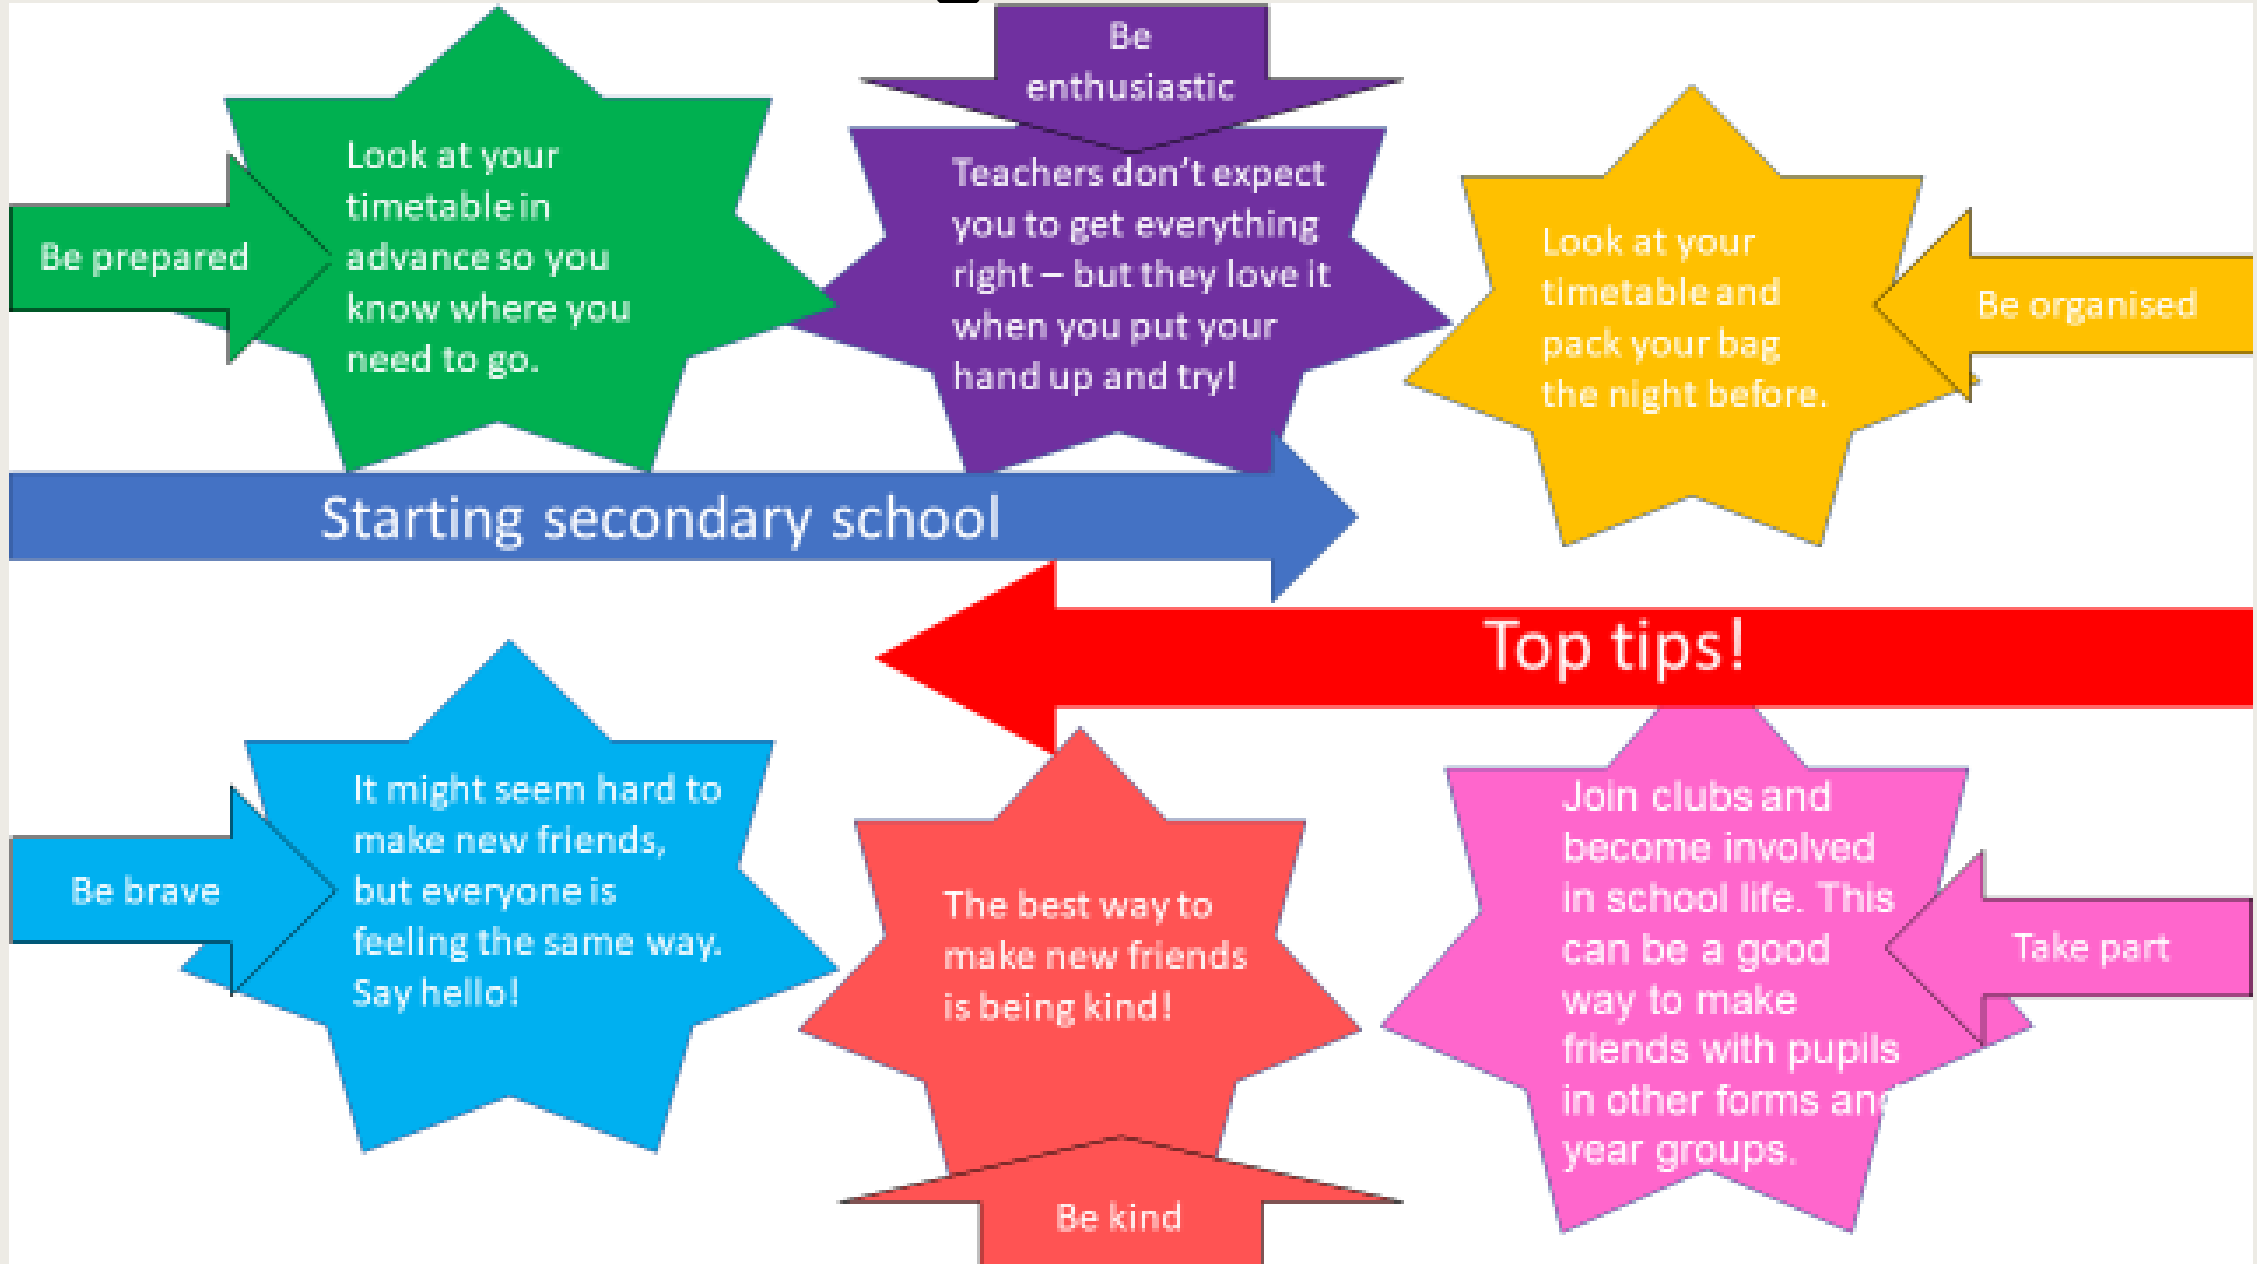 Be prepared
Look at your
timetable in
advance so you
know where you
need to go.
Be
enthusiastic
Teachers don't expect
you to get everything
right – but they love it
when you put your
hand up and try!
Look at your
timetable and
pack your bag
the night before.
Be organised
Starting secondary school
Top tips!
Be brave
It might seem hard to
make new friends,
but everyone is
feeling the same way.
Say hello!
The best way to
make new friends
is being kind!
Be kind
Join clubs and
become involved
in school life. This
can be a good
way to make
friends with pupils
in other forms and
year groups.
Take part